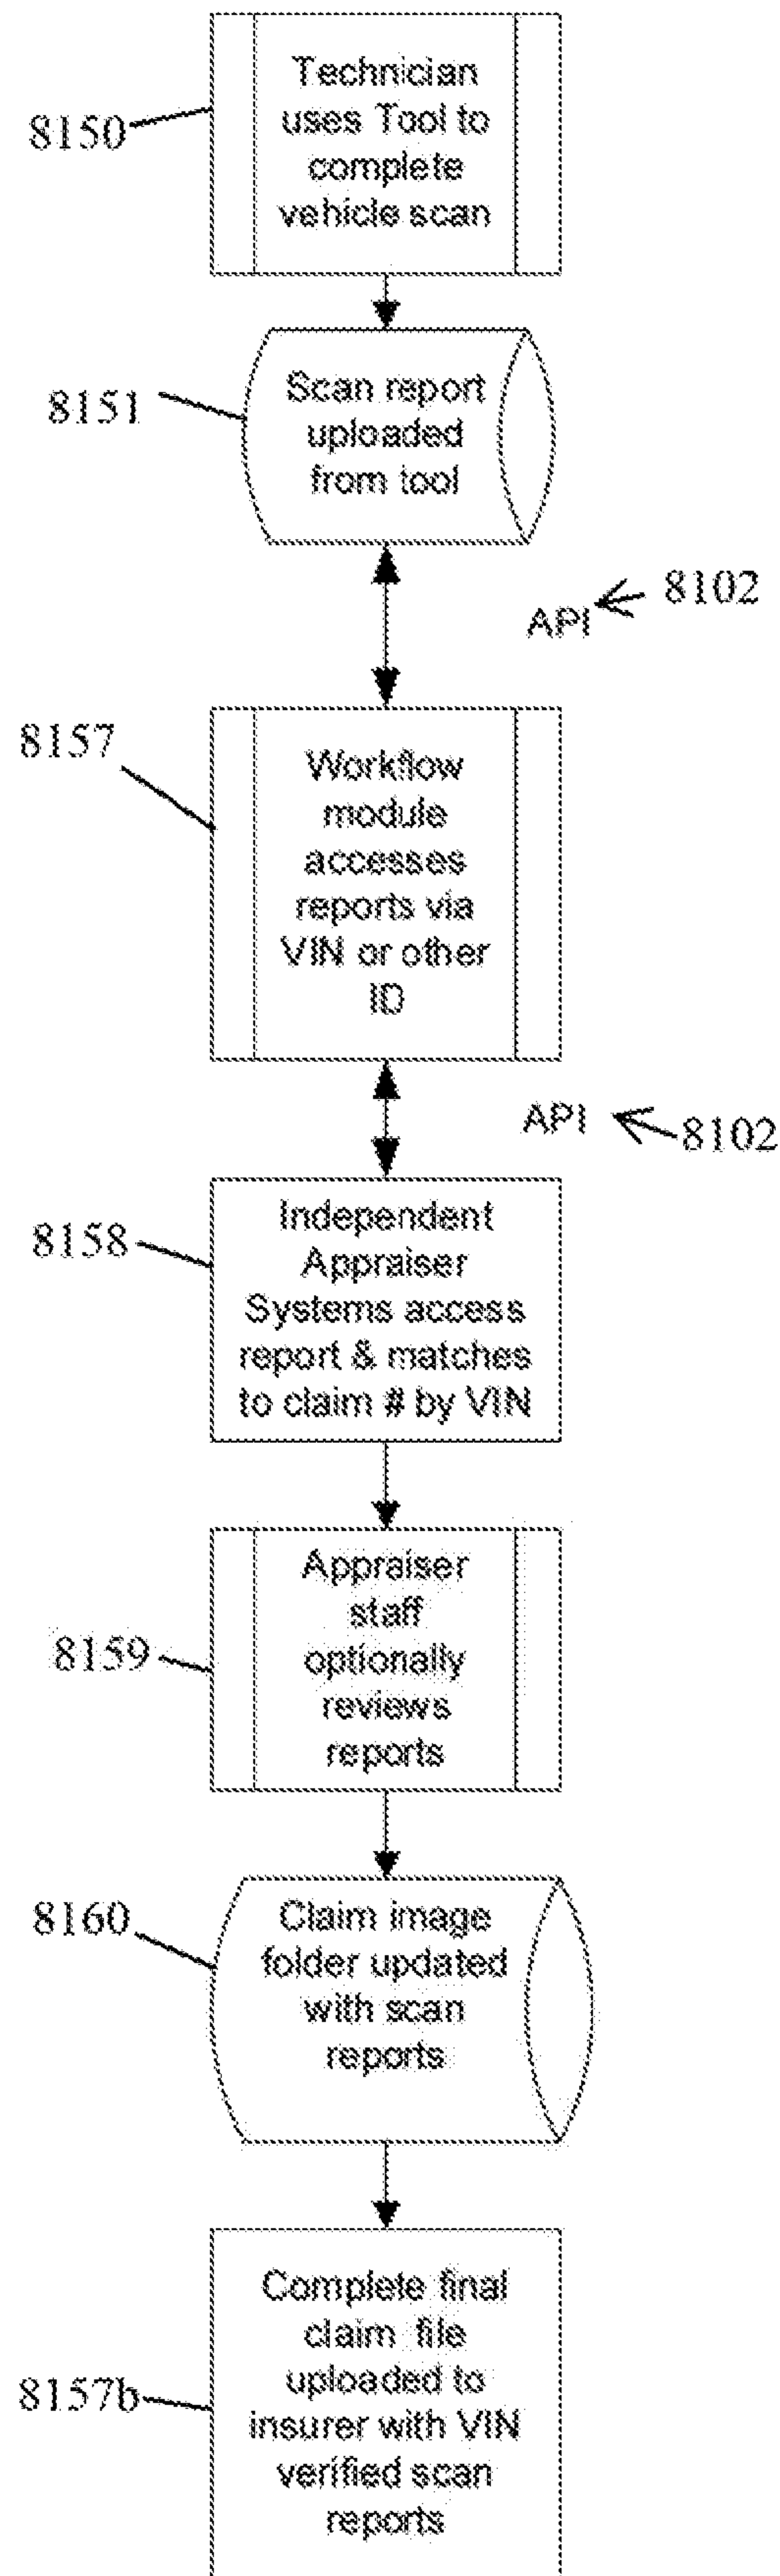 8150
Technician
uses Tool to
complete
vehicle scan
8151
Scan report
uploaded
from tool
API
8102
8157
Workflow
module
accesses
reports via
VIN or other
ID
API
8102
8158
Independent
Appraiser
Systems access
report & matches
to claim # by VIN
8159
Appraiser
staff
optionally
reviews
reports
8160
Claim image
folder updated
with scan
reports
8157b
Complete final
claim file
uploaded to
insurer with VIN
verified scan
reports